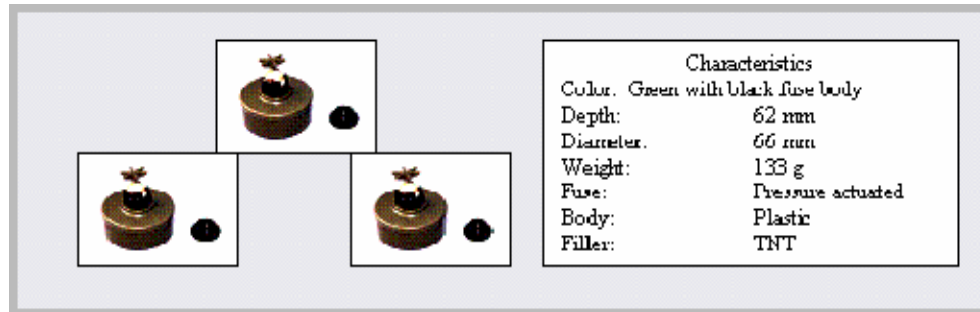 Characteristics
Color: Green with black fuse body
Depth: 62 mm
Diameter: 66 mm
Weight: 133 g
Fuse: Pressure actuated
Body: Plastic
Filler: TNT